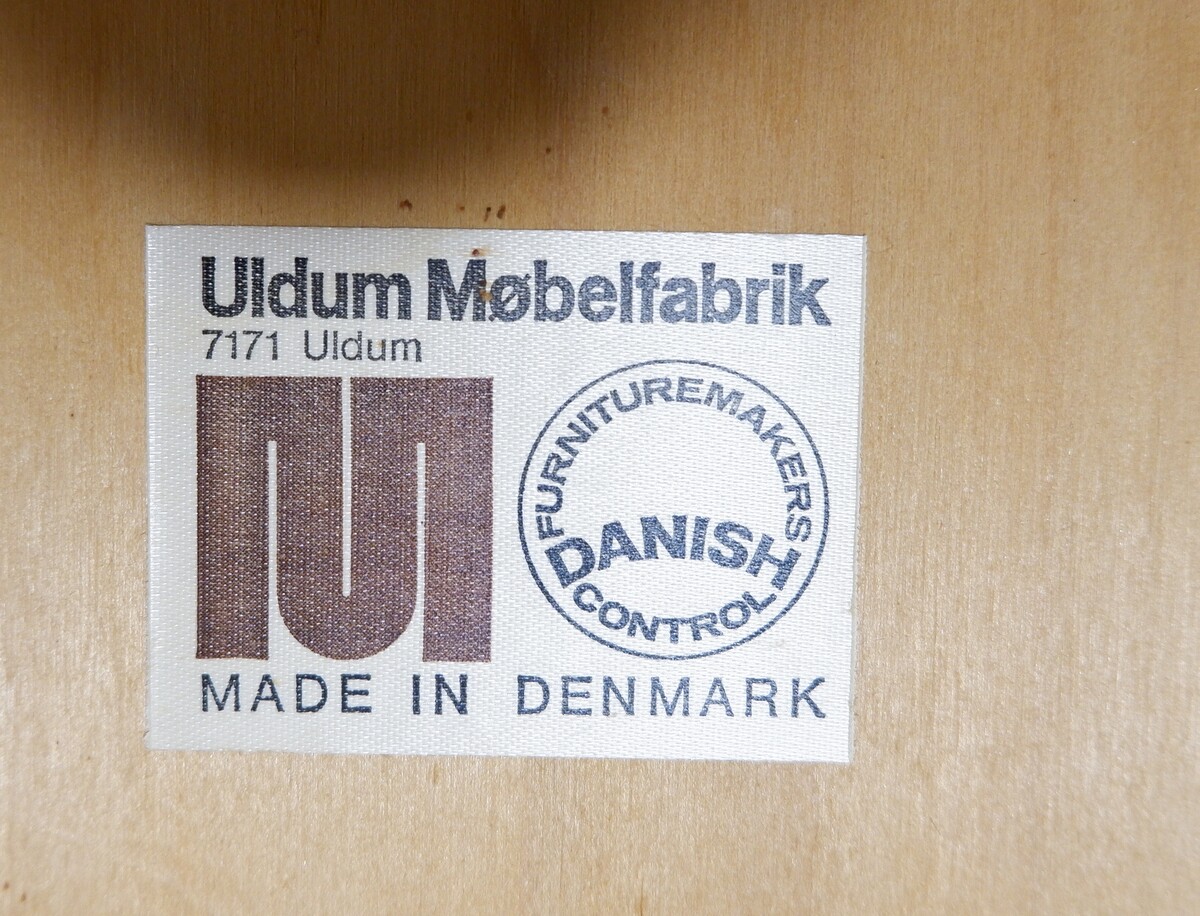 Uldum Møbelfabrik
7171 Uldum
FURNITUREMAKERS
DANISH
CONTROL
MADE IN DENMARK